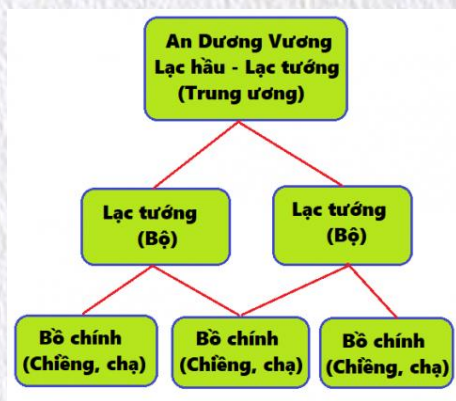 An Dương Vương
Lạc hầu - Lạc tướng
(Trung ương)
Lạc tướng
(Bộ)
Lạc tướng
(Bộ)
Bồ chính
(Chiềng, chạ)
Bồ chính
(Chiềng, chạ)
Bồ chính
(Chiềng, chạ)